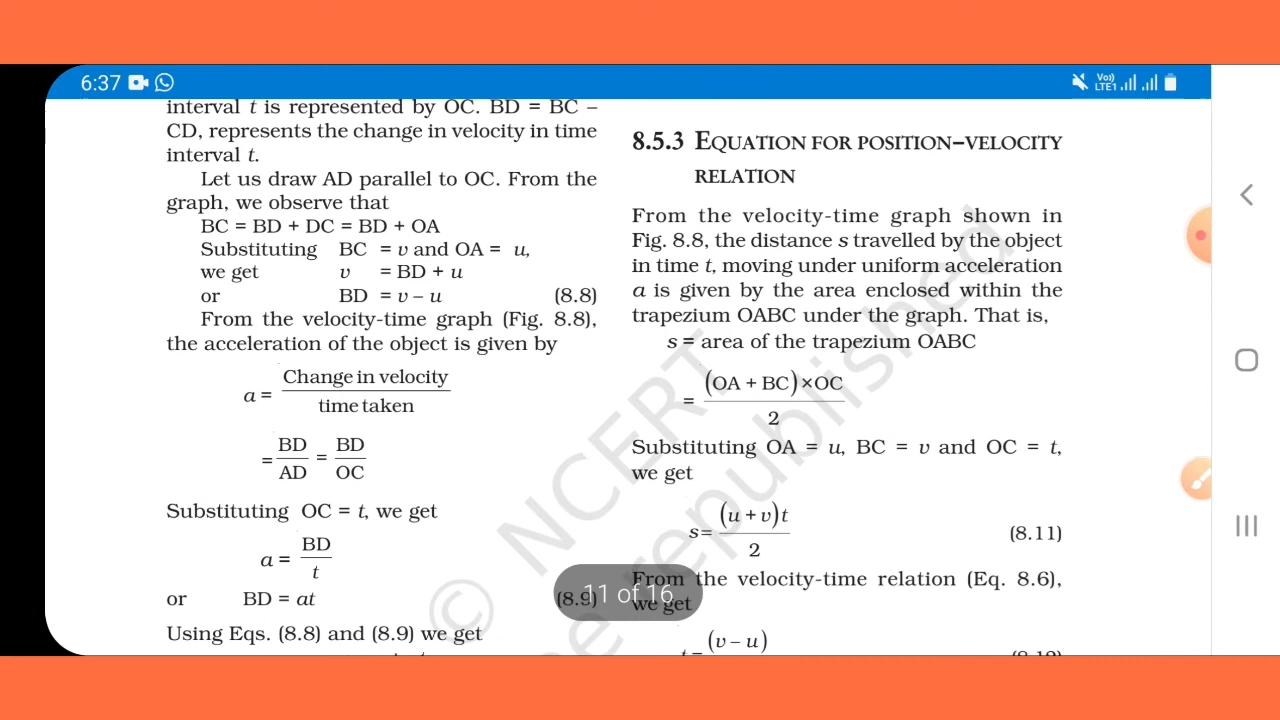 6:37
Vo)) LTE1
interval t is represented by OC. BD = BC –
CD, represents the change in velocity in time
interval t.
Let us draw AD parallel to OC. From the
graph, we observe that
BC = BD + DC = BD + OA
Substituting BC = v and OA = u,
we get v = BD + u
or BD = v – u (8.8)
From the velocity-time graph (Fig. 8.8),
the acceleration of the object is given by
a = Change in velocity
time taken
= BD = BD
AD OC
Substituting OC = t, we get
a = BD
t
or BD = at (8.9)
Using Eqs. (8.8) and (8.9) we get
8.5.3 EQUATION FOR POSITION–VELOCITY
RELATION
From the velocity-time graph shown in
Fig. 8.8, the distance s travelled by the object
in time t, moving under uniform acceleration
a is given by the area enclosed within the
trapezium OABC under the graph. That is,
s = area of the trapezium OABC
= (OA + BC) × OC
2
Substituting OA = u, BC = v and OC = t,
we get
s = (u + v) t
2
(8.11)
From the velocity-time relation (Eq. 8.6),
we get
t = (v – u)
(8.12)
11 of 16
© NCERT
be republished